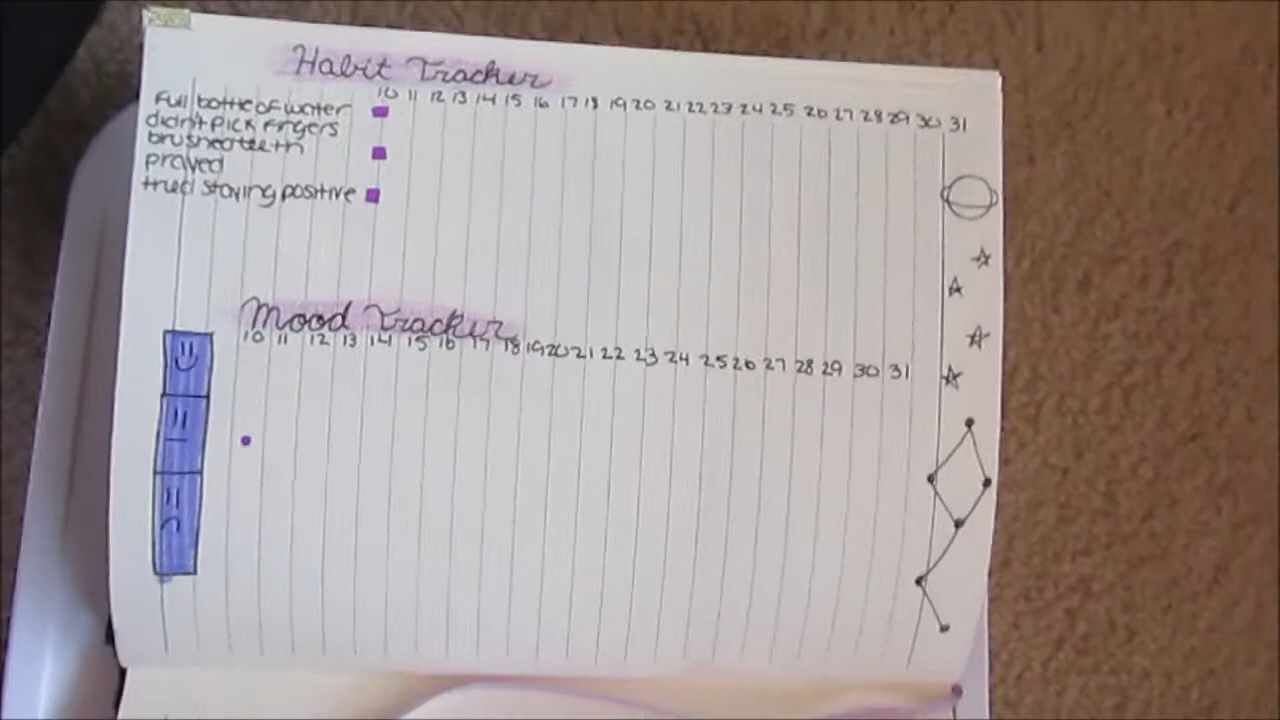 Habit Tracker
10 11 12 13 14 15 16 17 18 19 20 21 22 23 24 25 26 27 28 29 30 31
Full bottle of water
didn't pick fingers
brushed teeth
prayed
tried staying positive
Mood Tracker
10 11 12 13 14 15 16 17 18 19 20 21 22 23 24 25 26 27 28 29 30 31